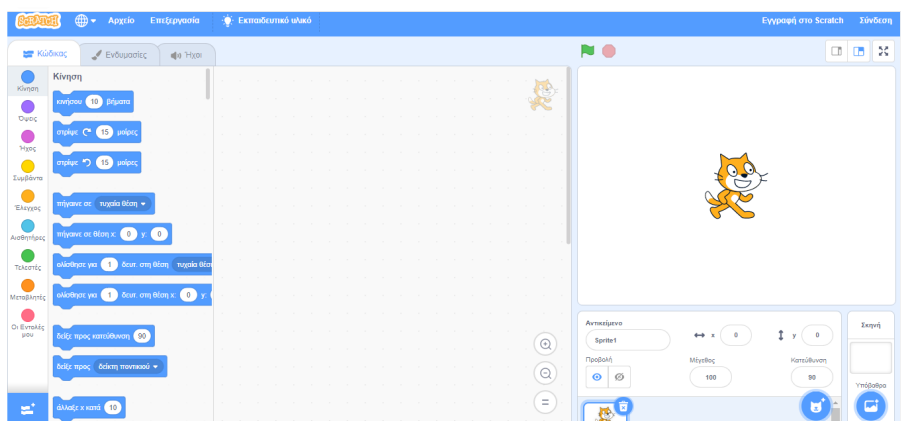 SCRATCH Αρχείο Επεξεργασία Εκπαιδευτικό υλικό Εγγραφή στο Scratch Σύνδεση
Κώδικας Ενδυμασίες Ήχοι
Κίνηση
Όψεις
Ήχος
Συμβάντα
Έλεγχος
Αισθητήρες
Τελεστές
Μεταβλητές
Οι Εντολές
μου
Κίνηση
κινήσου 10 βήματα
στρίψε 15 μοίρες
στρίψε 15 μοίρες
πήγαινε σε τυχαία θέση
πήγαινε σε θέση x: 0 y: 0
ολίσθησε για 1 δευτ. στη θέση τυχαία
ολίσθησε για 1 δευτ. στη θέση x: 0 y:
δείξε προς κατεύθυνση 90
δείξε προς δείκτη ποντικιού
άλλαξε x κατά 10
Αντικείμενο
Sprite1 x 0 y 0
Προβολή Μέγεθος Κατεύθυνση
100 90
Σκηνή
Υπόβαθρα